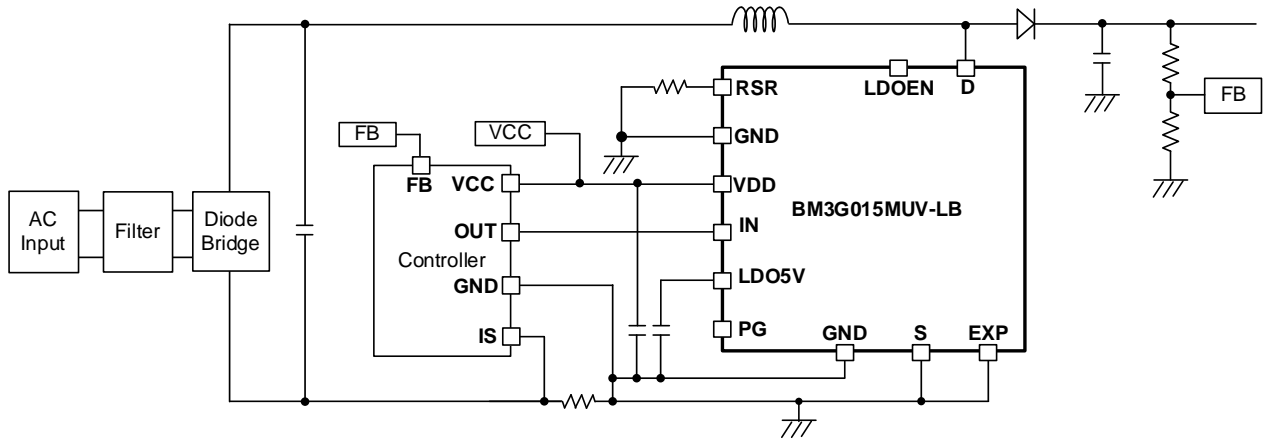 LDOEN
D
RSR
FB
FB
VCC
GND
FB
VCC
VDD
BM3G015MUV-LB
AC
Input
Filter
Diode
Bridge
OUT
IN
Controller
GND
LDO5V
IS
PG
GND
S
EXP